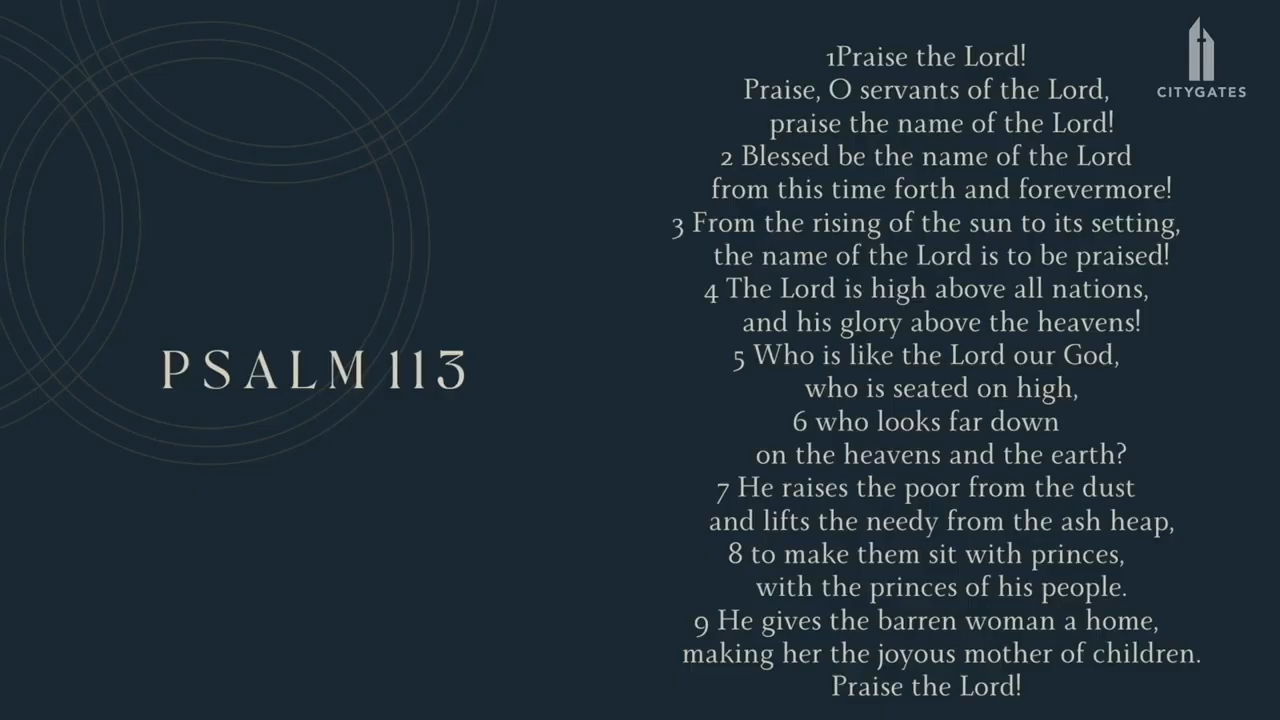 CITYGATES
PSALM 113
1Praise the Lord!
Praise, O servants of the Lord,
praise the name of the Lord!
2 Blessed be the name of the Lord
from this time forth and forevermore!
3 From the rising of the sun to its setting,
the name of the Lord is to be praised!
4 The Lord is high above all nations,
and his glory above the heavens!
5 Who is like the Lord our God,
who is seated on high,
6 who looks far down
on the heavens and the earth?
7 He raises the poor from the dust
and lifts the needy from the ash heap,
8 to make them sit with princes,
with the princes of his people.
9 He gives the barren woman a home,
making her the joyous mother of children.
Praise the Lord!